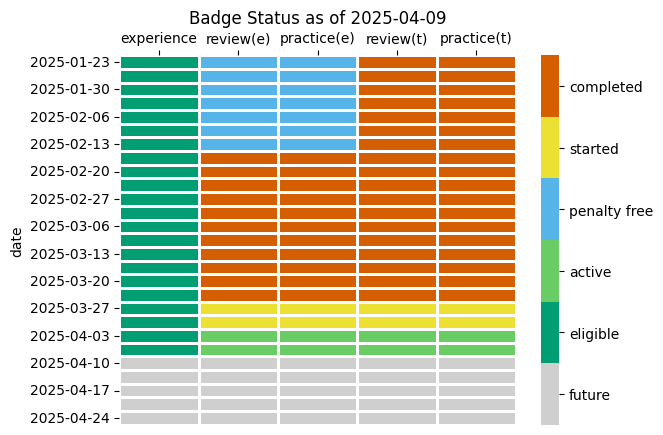 Badge Status as of 2025-04-09
experience review(e) practice(e) review(t) practice(t)
date
2025-01-23
2025-01-30
2025-02-06
2025-02-13
2025-02-20
2025-02-27
2025-03-06
2025-03-13
2025-03-20
2025-03-27
2025-04-03
2025-04-10
2025-04-17
2025-04-24
completed
started
penalty free
active
eligible
future